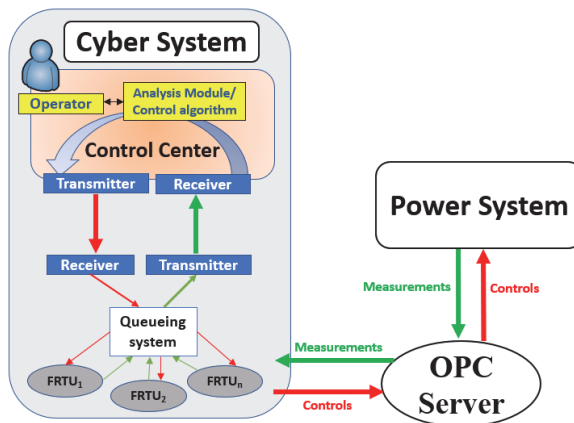 Cyber System
Operator
Analysis Module/
Control algorithm
Control Center
Transmitter
Receiver
Receiver
Transmitter
Queueing
system
FRTU1
FRTU2
FRTUn
Power System
Measurements
Controls
Measurements
Controls
OPC
Server